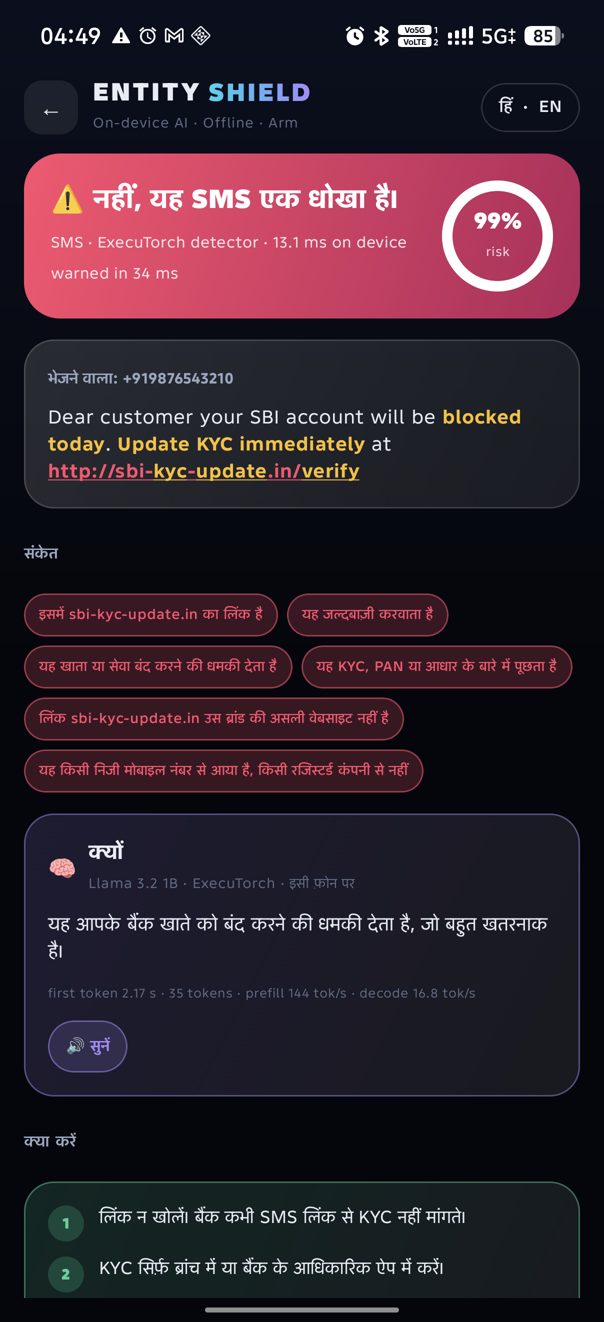 04:49
Vo5G 1
VoLTE 2
5G‡ 85
←
ENTITY SHIELD
On-device AI · Offline · Arm
हिं · EN
⚠️ नहीं, यह SMS एक धोखा है।
SMS · ExecuTorch detector · 13.1 ms on device
warned in 34 ms
99%
risk
भेजने वाला: +919876543210
Dear customer your SBI account will be blocked
today. Update KYC immediately at
http://sbi-kyc-update.in/verify
संकेत
इसमें sbi-kyc-update.in का लिंक है
यह जल्दबाज़ी करवाता है
यह खाता या सेवा बंद करने की धमकी देता है
यह KYC, PAN या आधार के बारे में पूछता है
लिंक sbi-kyc-update.in उस ब्रांड की असली वेबसाइट नहीं है
यह किसी निजी मोबाइल नंबर से आया है, किसी रजिस्टर्ड कंपनी से नहीं
क्यों
Llama 3.2 1B · ExecuTorch · इसी फ़ोन पर
यह आपके बैंक खाते को बंद करने की धमकी देता है, जो बहुत खतरनाक
है।
first token 2.17 s · 35 tokens · prefill 144 tok/s · decode 16.8 tok/s
🔊 सुनें
क्या करें
1 लिंक न खोलें। बैंक कभी SMS लिंक से KYC नहीं मांगते।
2 KYC सिर्फ़ ब्रांच में या बैंक के आधिकारिक ऐप में करें।